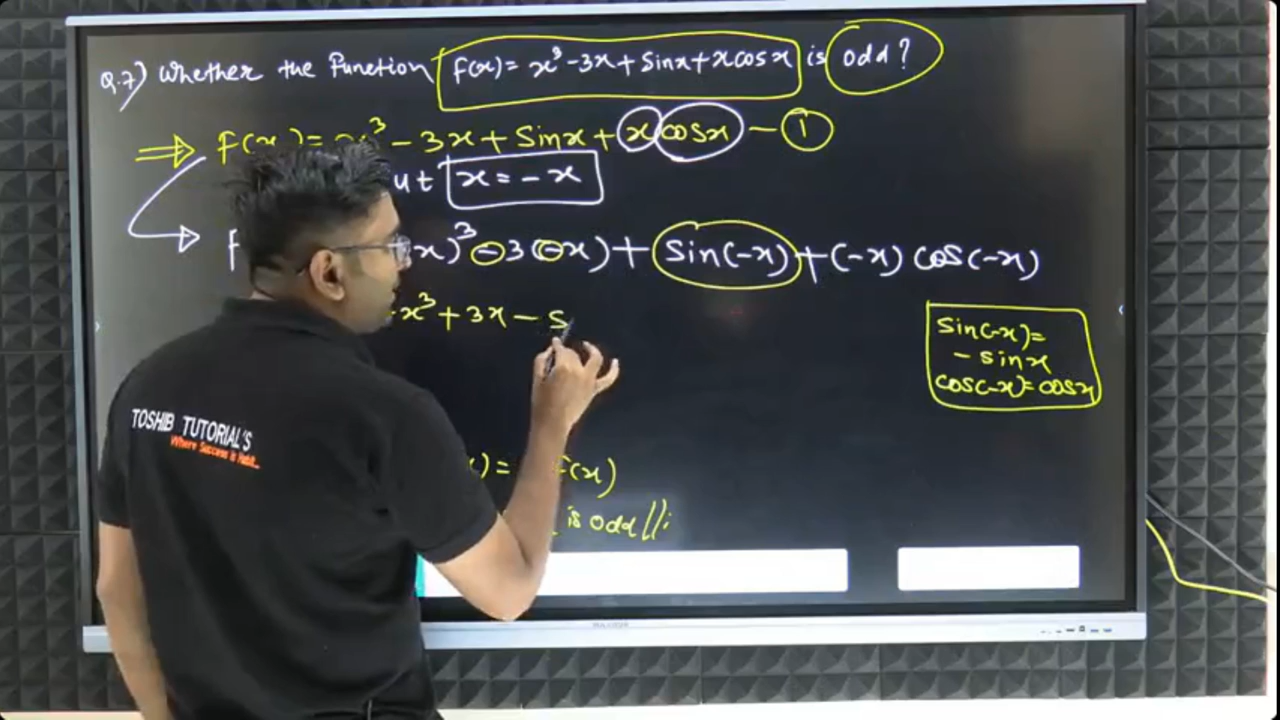 Q.7) Whether the Function f(x) = x³ - 3x + Sinx + xcosx is odd?
⇒ f(x) = x³ - 3x + Sinx + x cosx - ①
x = - x
x)³ - 3(-x) + Sin(-x) + (-x) cos(-x)
x³ + 3x - s
Sin(-x) =
- sinx
cos(-x) = cosx
) = f(x)
is odd //
TOSHIB TUTORIAL'S
Where Success is Habit...